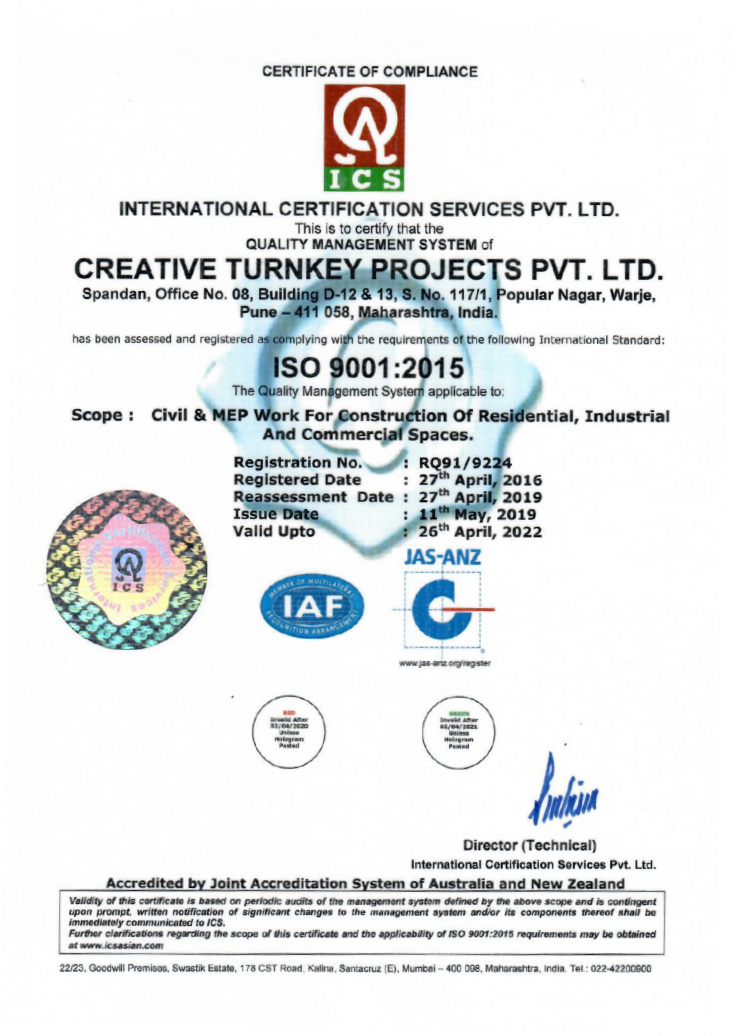 CERTIFICATE OF COMPLIANCE
ICS
INTERNATIONAL CERTIFICATION SERVICES PVT. LTD.
This is to certify that the
QUALITY MANAGEMENT SYSTEM of
CREATIVE TURNKEY PROJECTS PVT. LTD.
Spandan, Office No. 08, Building D-12 & 13, S. No. 117/1, Popular Nagar, Warje,
Pune – 411 058, Maharashtra, India.
has been assessed and registered as complying with the requirements of the following International Standard:
ISO 9001:2015
The Quality Management System applicable to:
Scope : Civil & MEP Work For Construction Of Residential, Industrial
And Commercial Spaces.
Registration No. : RQ91/9224
Registered Date : 27th April, 2016
Reassessment Date : 27th April, 2019
Issue Date : 11th May, 2019
Valid Upto : 26th April, 2022
International Certification Services
ICS
MEMBER OF MULTILATERAL
IAF
RECOGNITION ARRANGEMENT
JAS-ANZ
www.jas-anz.org/register
RED
Invalid After
03/04/2020
Unless
Hologram
Pasted
GREEN
Invalid After
03/04/2021
Unless
Hologram
Pasted
Director (Technical)
International Certification Services Pvt. Ltd.
Accredited by Joint Accreditation System of Australia and New Zealand
Validity of this certificate is based on periodic audits of the management system defined by the above scope and is contingent
upon prompt, written notification of significant changes to the management system and/or its components thereof shall be
immediately communicated to ICS.
Further clarifications regarding the scope of this certificate and the applicability of ISO 9001:2015 requirements may be obtained
at www.icsasian.com
22/23, Goodwill Premises, Swastik Estate, 178 CST Road, Kalina, Santacruz (E), Mumbai – 400 098, Maharashtra, India. Tel.: 022-42200900